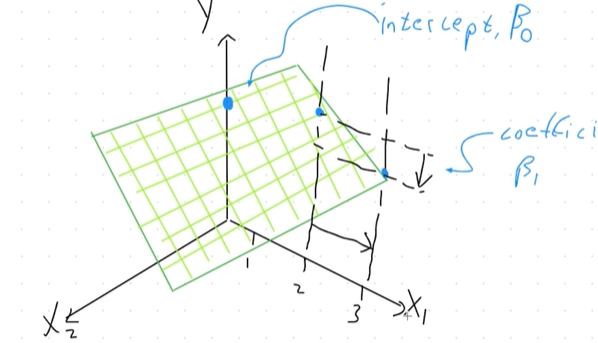 Y
intercept, β₀
coeffici
β₁
1
2
3
X₁
X₂